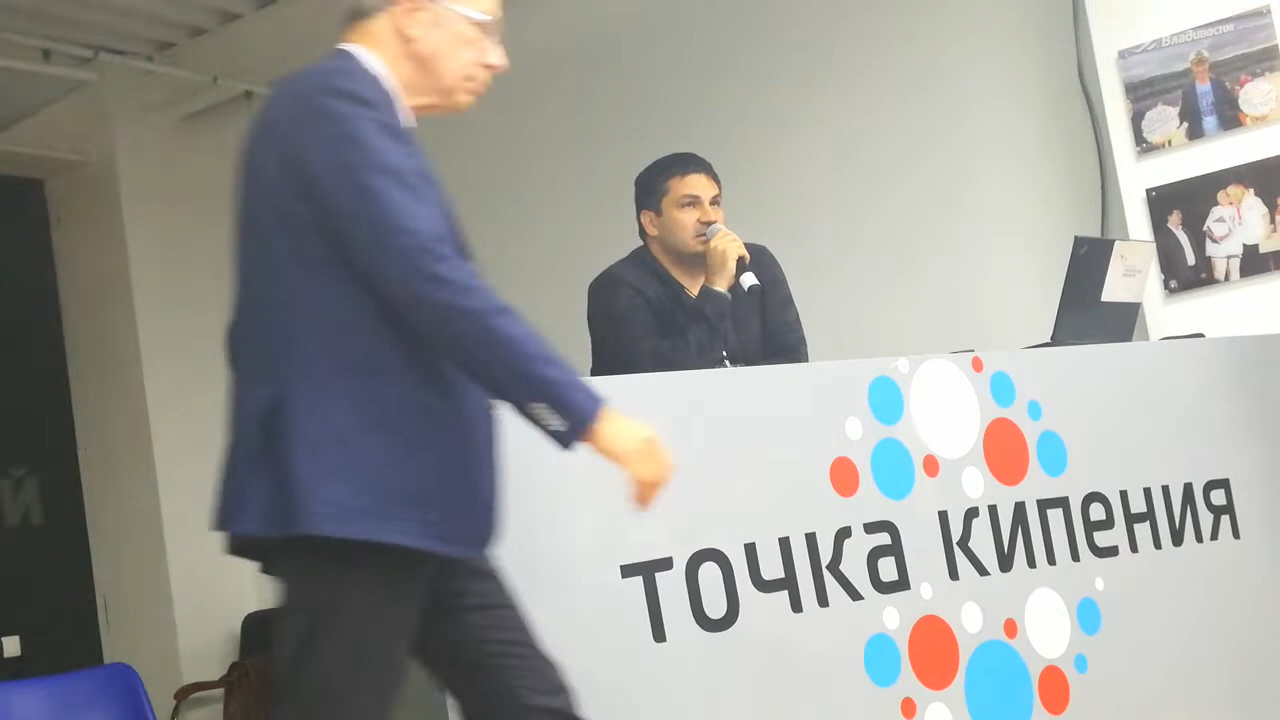 Владивосток
точка кипения
Й